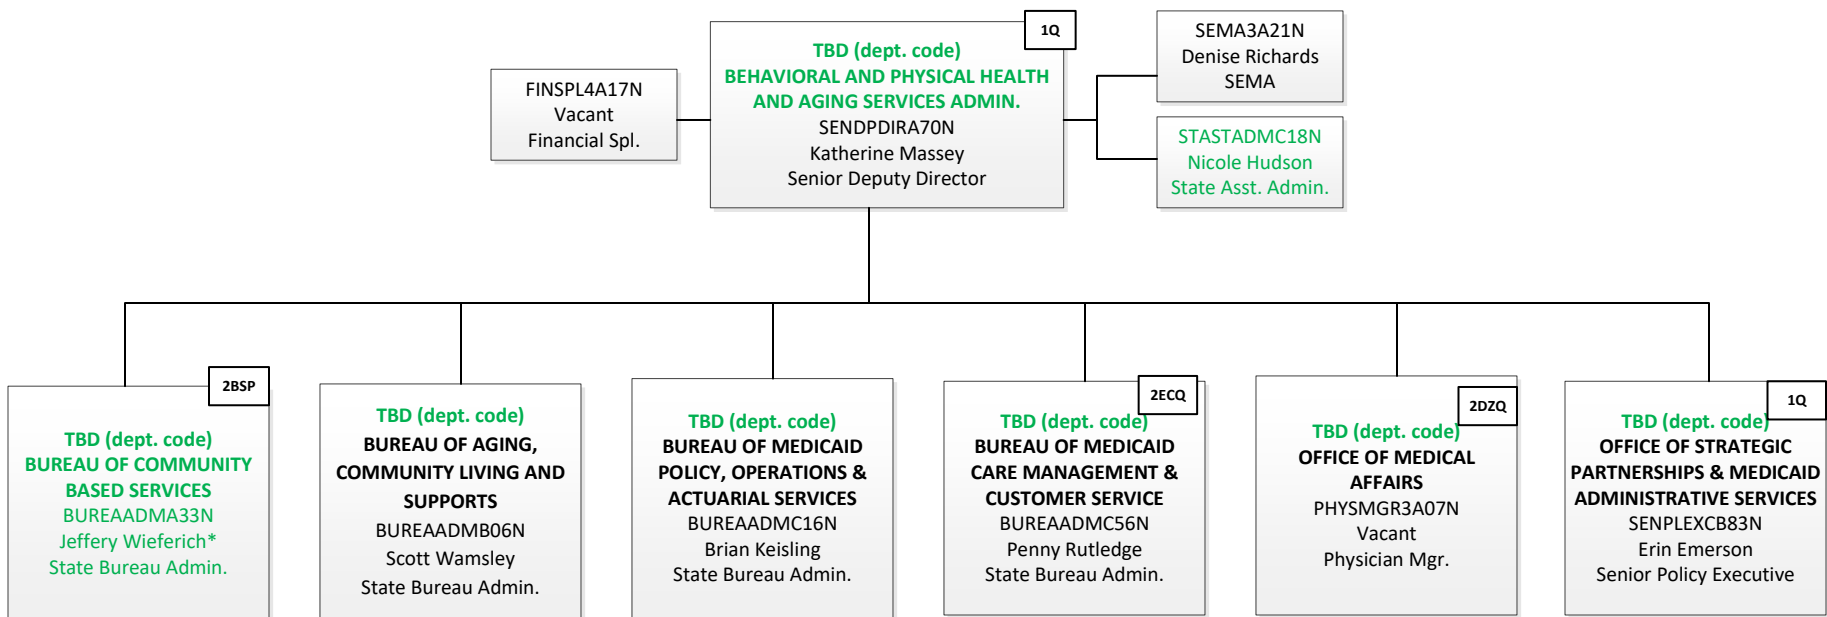 1Q
TBD (dept. code)
BEHAVIORAL AND PHYSICAL HEALTH
AND AGING SERVICES ADMIN.
SENDPDIRA70N
Katherine Massey
Senior Deputy Director
FINSPL4A17N
Vacant
Financial Spl.
SEMA3A21N
Denise Richards
SEMA
STASTADMC18N
Nicole Hudson
State Asst. Admin.
2BSP
TBD (dept. code)
BUREAU OF COMMUNITY
BASED SERVICES
BUREAADMA33N
Jeffery Wieferich*
State Bureau Admin.
TBD (dept. code)
BUREAU OF AGING,
COMMUNITY LIVING AND
SUPPORTS
BUREAADMB06N
Scott Wamsley
State Bureau Admin.
TBD (dept. code)
BUREAU OF MEDICAID
POLICY, OPERATIONS &
ACTUARIAL SERVICES
BUREAADMC16N
Brian Keisling
State Bureau Admin.
2ECQ
TBD (dept. code)
BUREAU OF MEDICAID
CARE MANAGEMENT &
CUSTOMER SERVICE
BUREAADMC56N
Penny Rutledge
State Bureau Admin.
2DZQ
TBD (dept. code)
OFFICE OF MEDICAL
AFFAIRS
PHYSMGR3A07N
Vacant
Physician Mgr.
1Q
TBD (dept. code)
OFFICE OF STRATEGIC
PARTNERSHIPS & MEDICAID
ADMINISTRATIVE SERVICES
SENPLEXCB83N
Erin Emerson
Senior Policy Executive